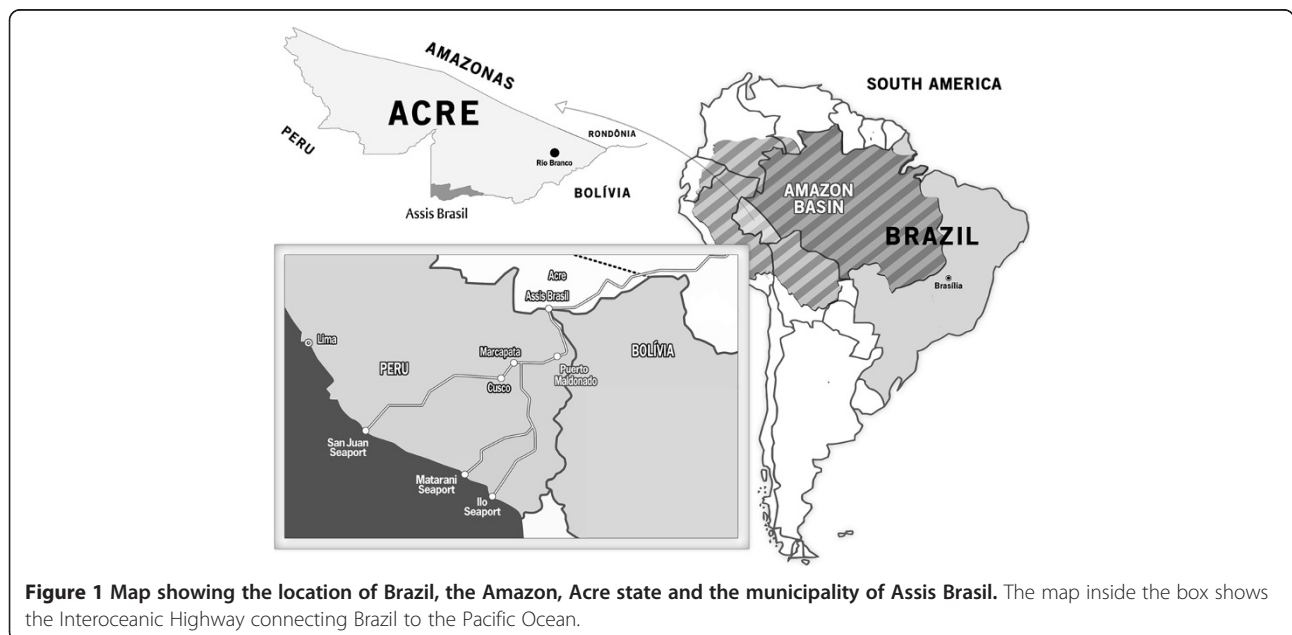 SOUTH AMERICA
AMAZONAS
ACRE
PERU
RONDÔNIA
Rio Branco
BOLÍVIA
Assis Brasil
AMAZON
BASIN
BRAZIL
Brasília
Acre
Assis Brasil
Lima
PERU
Marcapata
BOLÍVIA
Puerto
Maldonado
Cusco
San Juan
Seaport
Matarani
Seaport
Ilo
Seaport
Figure 1 Map showing the location of Brazil, the Amazon, Acre state and the municipality of Assis Brasil. The map inside the box shows
the Interoceanic Highway connecting Brazil to the Pacific Ocean.